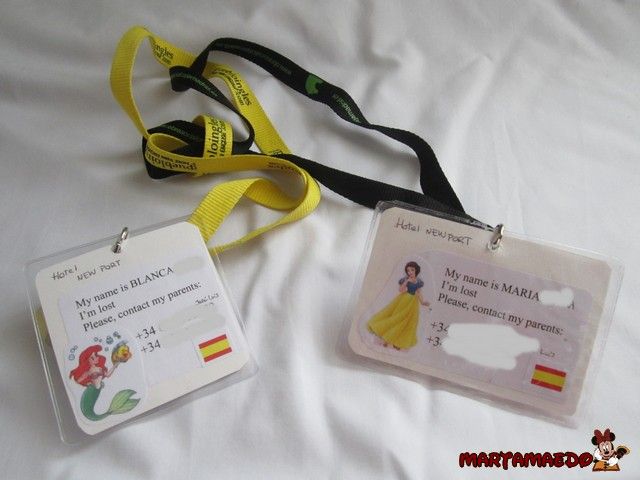 puebloingles
Hotel NEW PORT
My name is BLANCA
I'm lost
Please, contact my parents:
+34
+34
Hotel NEW PORT
My name is MARIA
I'm lost
Please, contact my parents:
+34
+34
MARTAMAEDO